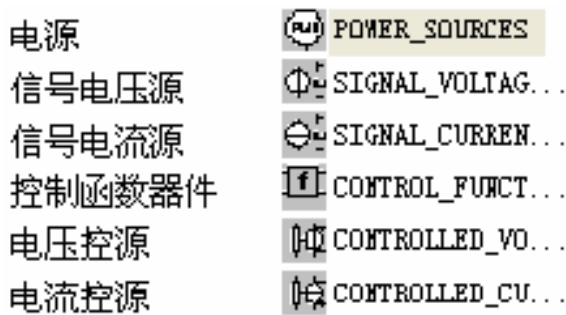 电源 POWER_SOURCES
信号电压源 SIGNAL_VOLTAG...
信号电流源 SIGNAL_CURREN...
控制函数器件 f CONTROL_FUNCT...
电压控源 CONTROLLED_VO...
电流控源 CONTROLLED_CU...